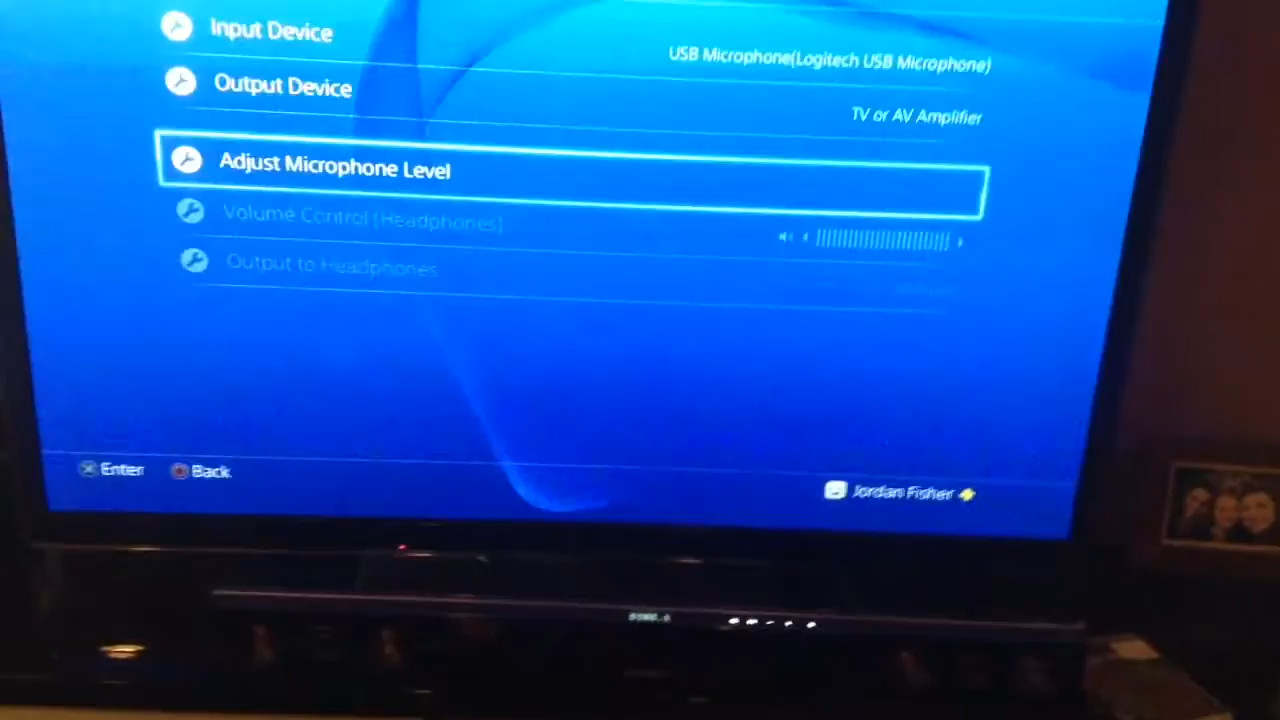 Input Device
USB Microphone(Logitech USB Microphone)
Output Device
TV or AV Amplifier
Adjust Microphone Level
Volume Control (Headphones)
Output to Headphones
Enter
Back
Jordan Fisher